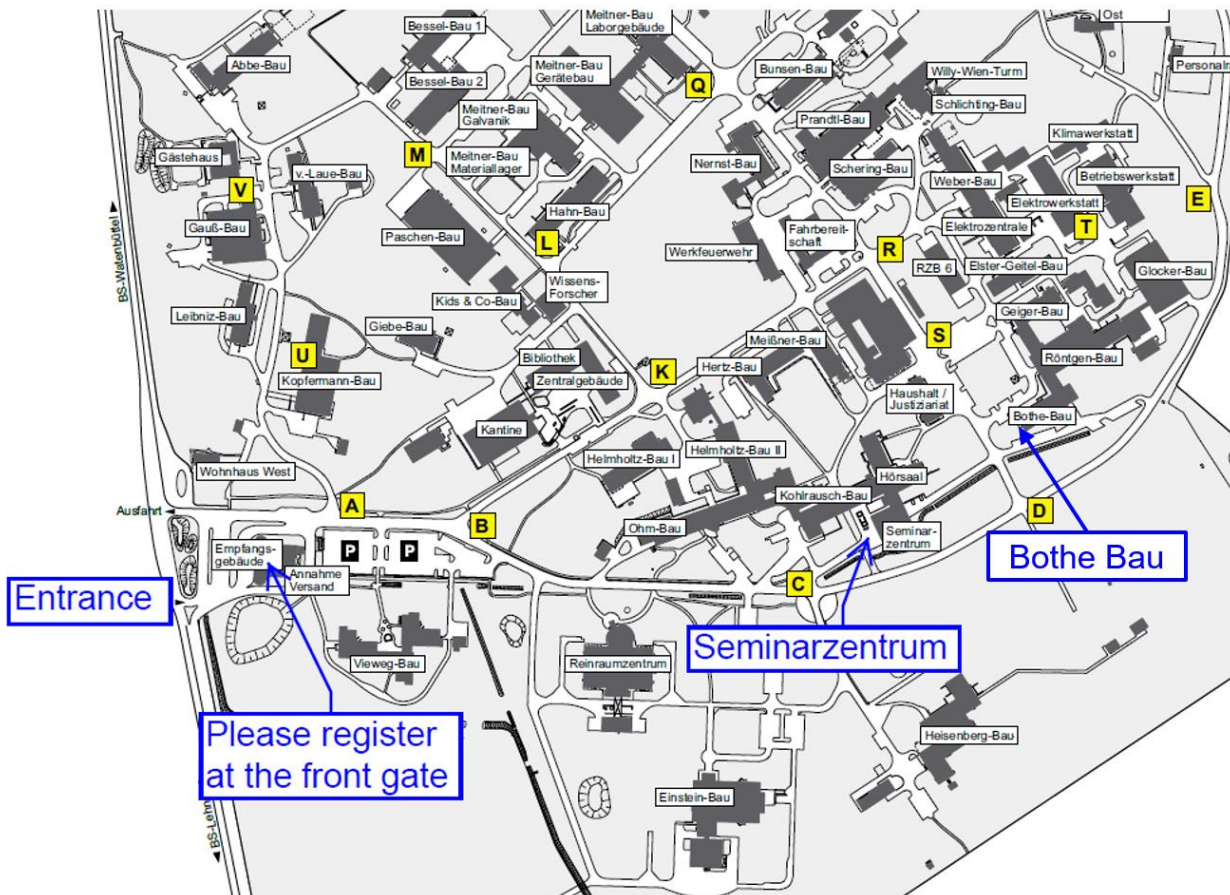 Bessel-Bau 1
Meitner-Bau
Laborgebäude
Ost
Abbe-Bau
Bessel-Bau 2
Meitner-Bau
Gerätebau
Q
Bunsen-Bau
Willy-Wien-Turm
Schlichting-Bau
Meitner-Bau
Galvanik
Prandtl-Bau
Klimawerkstatt
Gästehaus
M
Meitner-Bau
Materiallager
Nernst-Bau
Schering-Bau
Weber-Bau
Betriebswerkstatt
V
v.-Laue-Bau
E
Gauß-Bau
Hahn-Bau
Elektrowerkstatt
Paschen-Bau
L
Werkfeuerwehr
Fahrbereit-
schaft
R
Elektrozentrale
T
BS-Watenbüttel
RZB 6
Elster-Geitel-Bau
Glocker-Bau
Wissens-
Forscher
Kids & Co-Bau
Leibniz-Bau
Giebe-Bau
Geiger-Bau
U
Meißner-Bau
S
Bibliothek
Hertz-Bau
Röntgen-Bau
K
Kopfermann-Bau
Zentralgebäude
Haushalt /
Justiziariat
Kantine
Bothe-Bau
Wohnhaus West
Helmholtz-Bau I
Helmholtz-Bau II
Hörsaal
Kohlrausch-Bau
Ausfahrt
A
B
Ohm-Bau
D
Seminar-
zentrum
Bothe Bau
P
P
Empfangs-
gebäude
Annahme
Versand
Entrance
C
Seminarzentrum
Vieweg-Bau
Reinraumzentrum
Please register
at the front gate
Heisenberg-Bau
Einstein-Bau